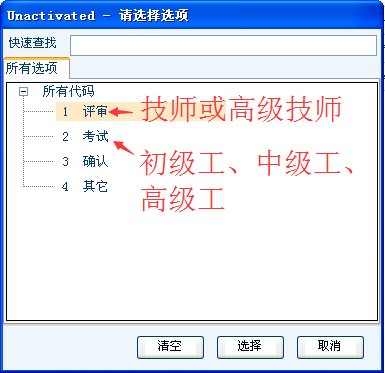 Unactivated - 请选择选项
快速查找
所有选项
所有代码
1 评审
技师或高级技师
2 考试
初级工、中级工、
高级工
3 确认
4 其它
清空 选择 取消